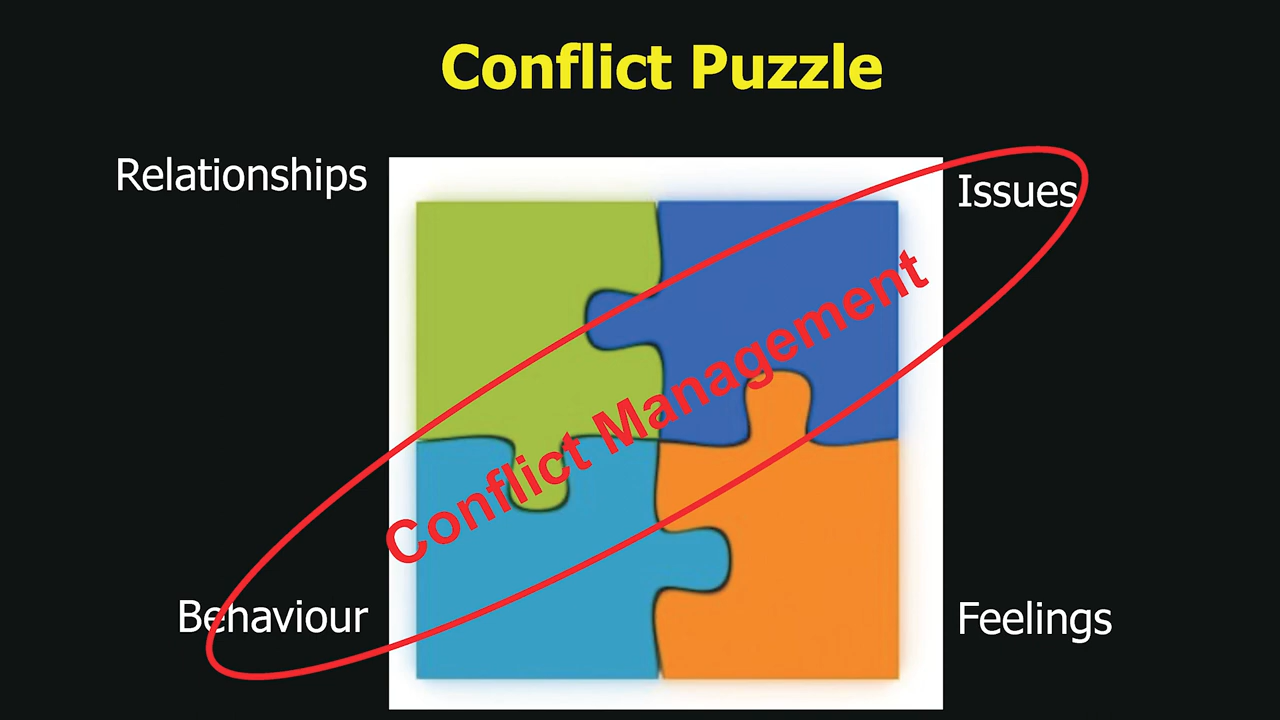 Conflict Puzzle
Relationships
Issues
Conflict Management
Behaviour
Feelings